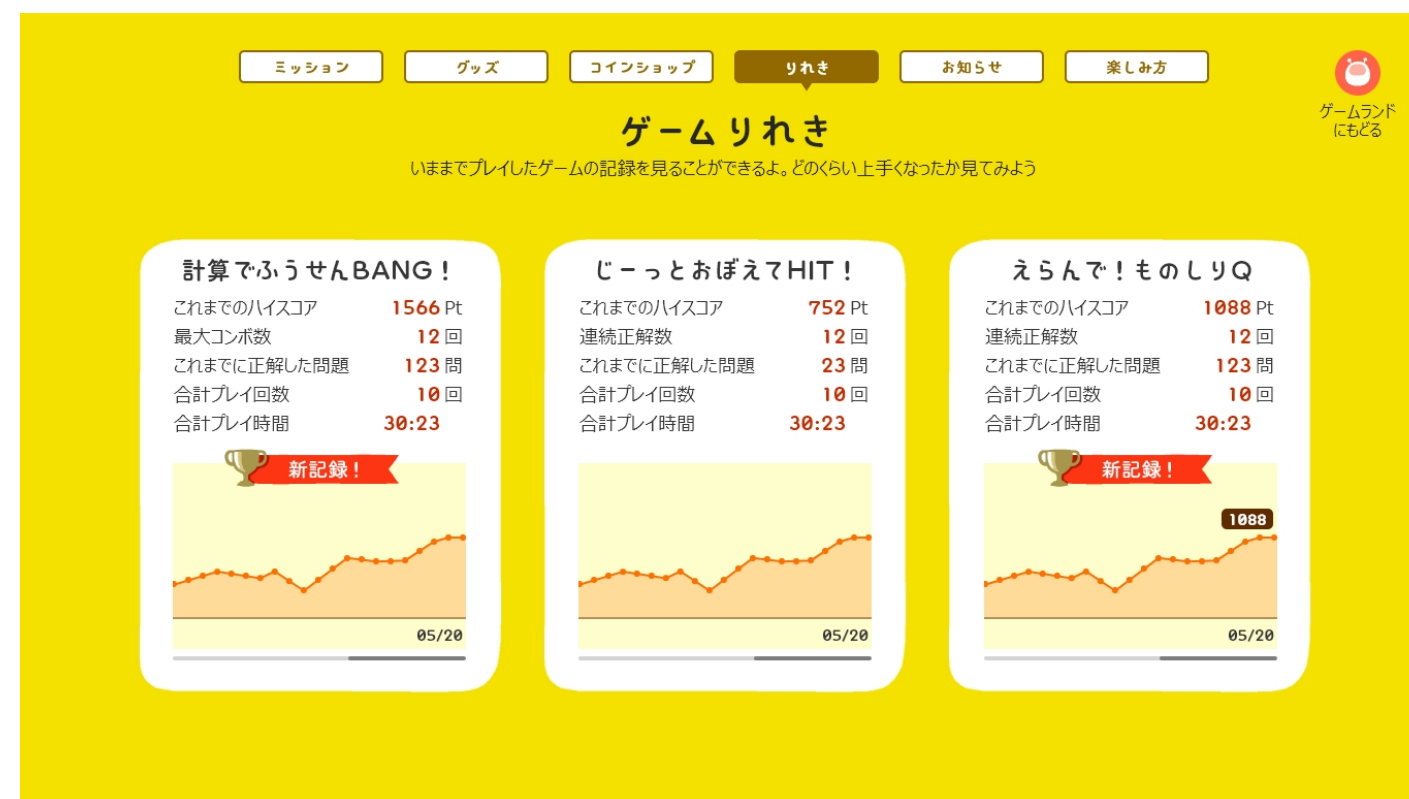 ミッション
グッズ
コインショップ
りれき
お知らせ
楽しみ方
ゲームランド
にもどる
ゲームりれき
いままでプレイしたゲームの記録を見ることができるよ。どのくらい上手くなったか見てみよう
計算でふうせんBANG!
これまでのハイスコア 1566 Pt
最大コンボ数 12 回
これまでに正解した問題 123 問
合計プレイ回数 10 回
合計プレイ時間 30:23
新記録!
05/20
じーっとおぼえてHIT!
これまでのハイスコア 752 Pt
連続正解数 12 回
これまでに正解した問題 23 問
合計プレイ回数 10 回
合計プレイ時間 30:23
05/20
えらんで!ものしりQ
これまでのハイスコア 1088 Pt
連続正解数 12 回
これまでに正解した問題 123 問
合計プレイ回数 10 回
合計プレイ時間 30:23
新記録!
1088
05/20